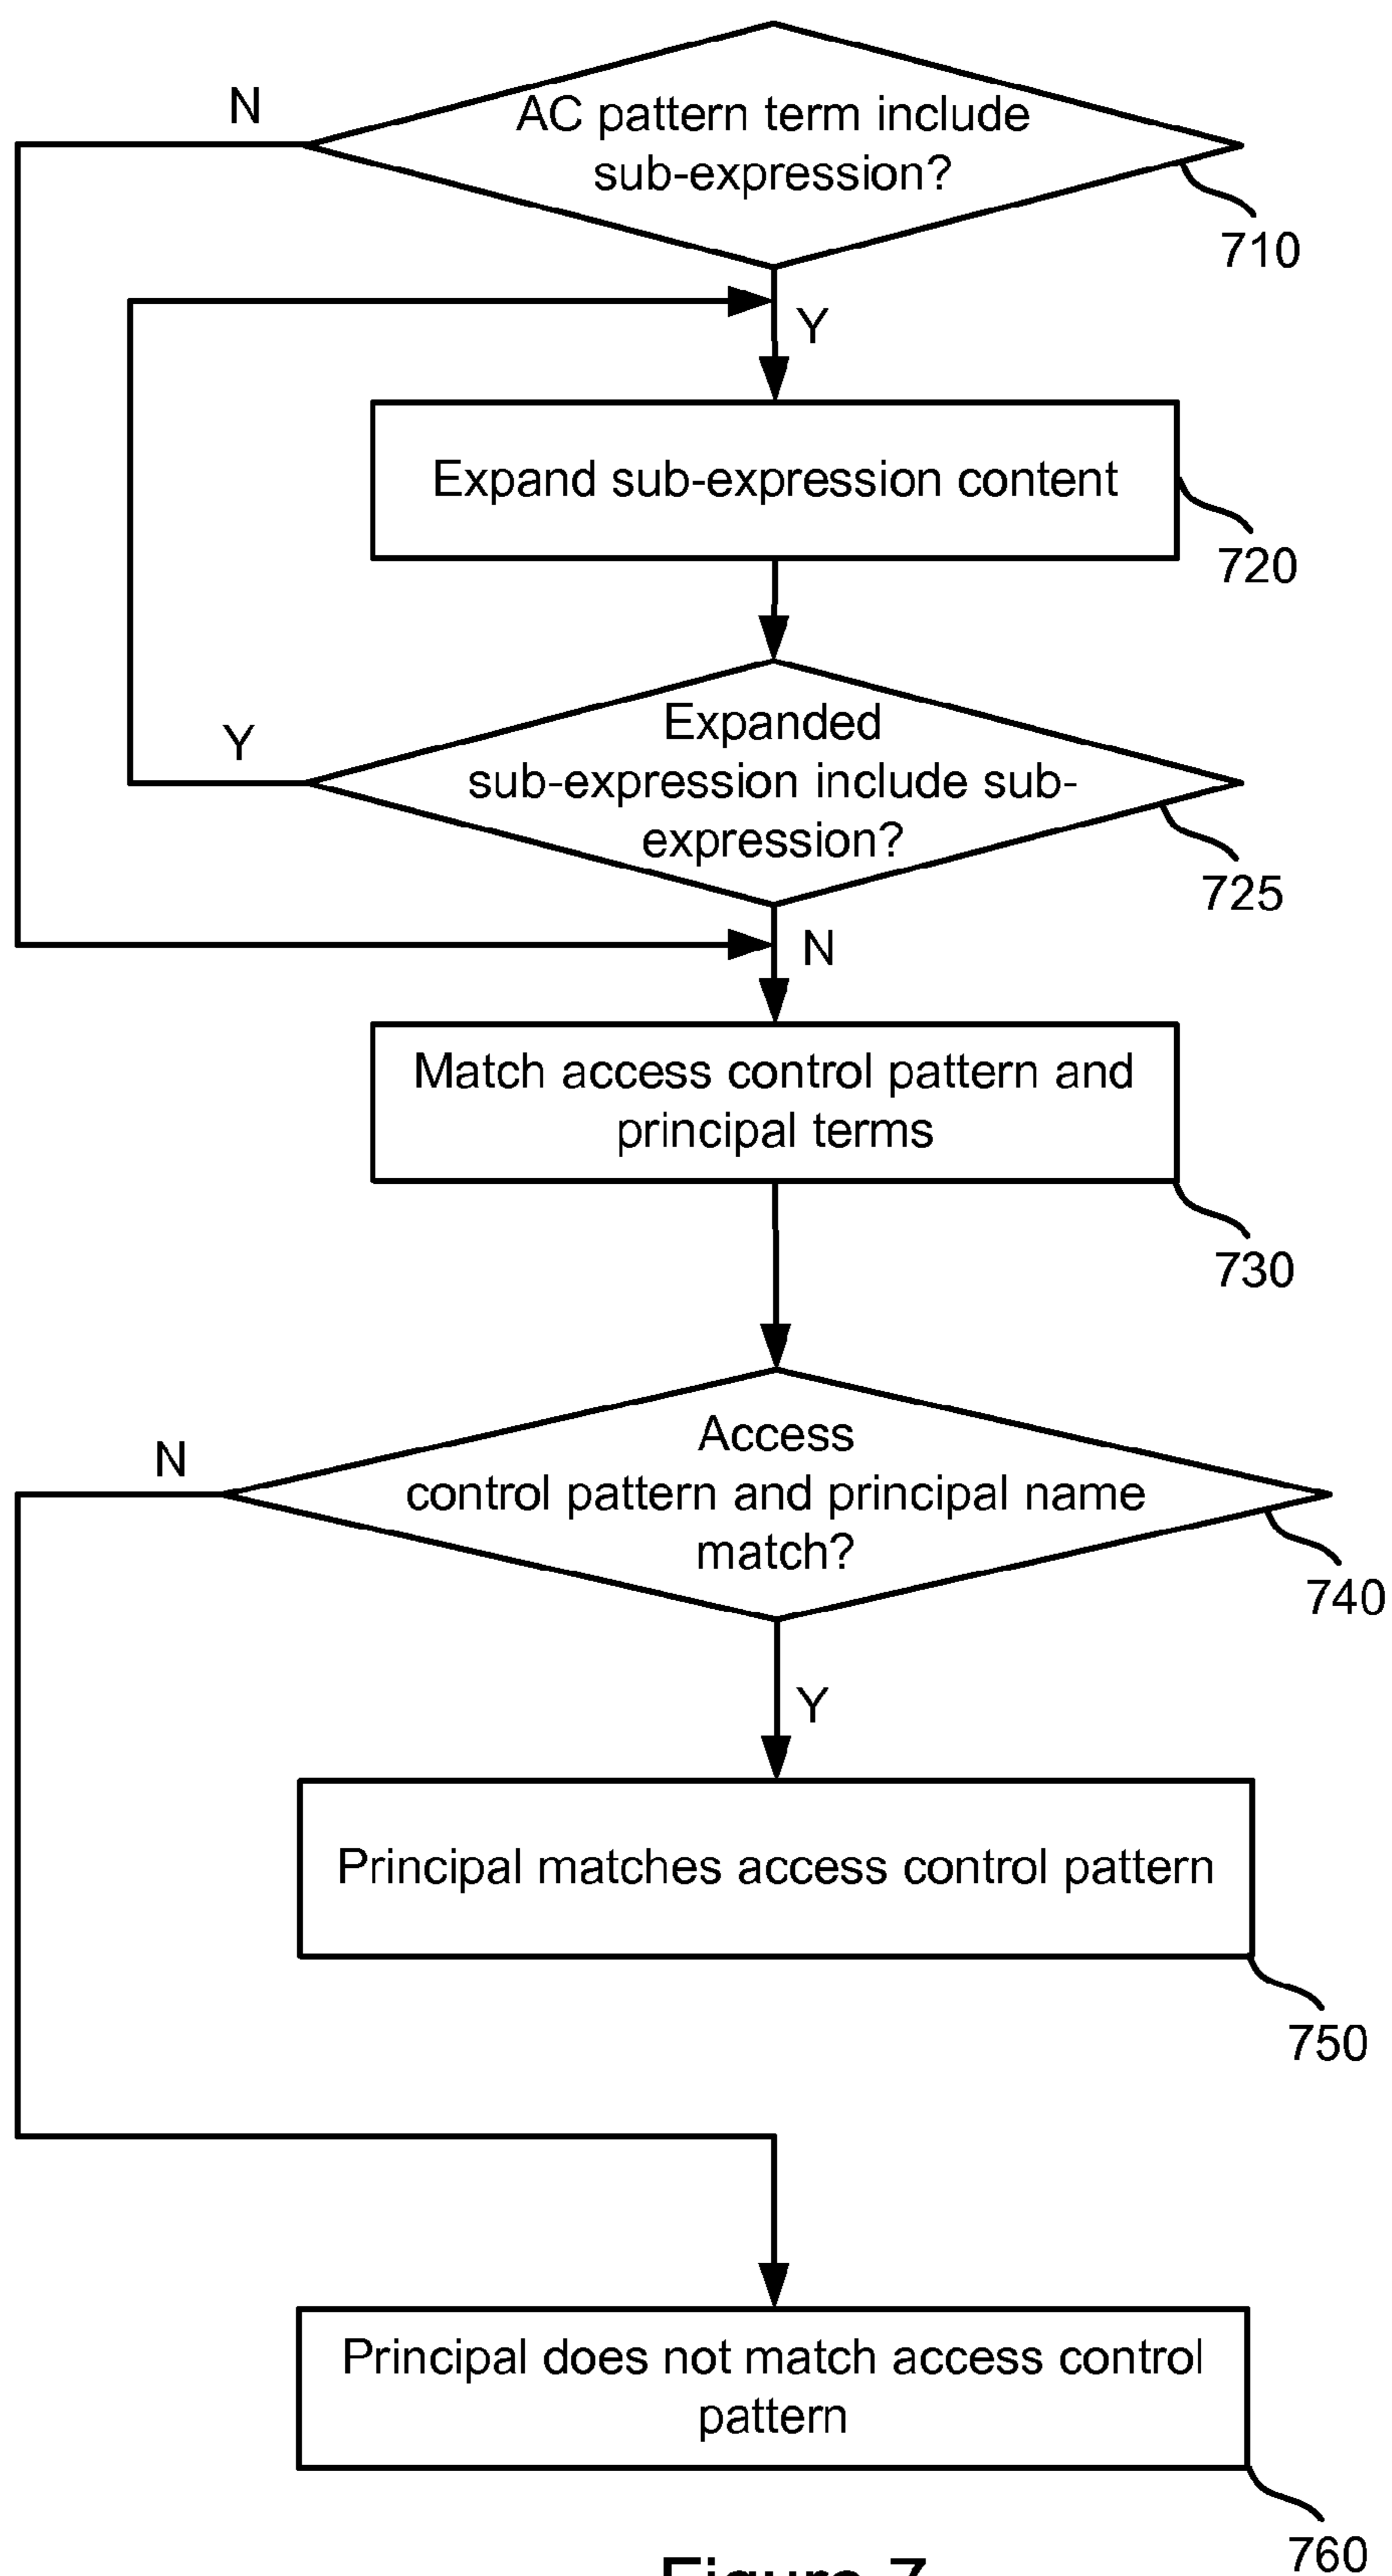 N
AC pattern term include
sub-expression?
710
Y
Expand sub-expression content
720
Y
Expanded
sub-expression include sub-
expression?
725
N
Match access control pattern and
principal terms
730
N
Access
control pattern and principal name
match?
740
Y
Principal matches access control pattern
750
Principal does not match access control
pattern
760
Figure 7